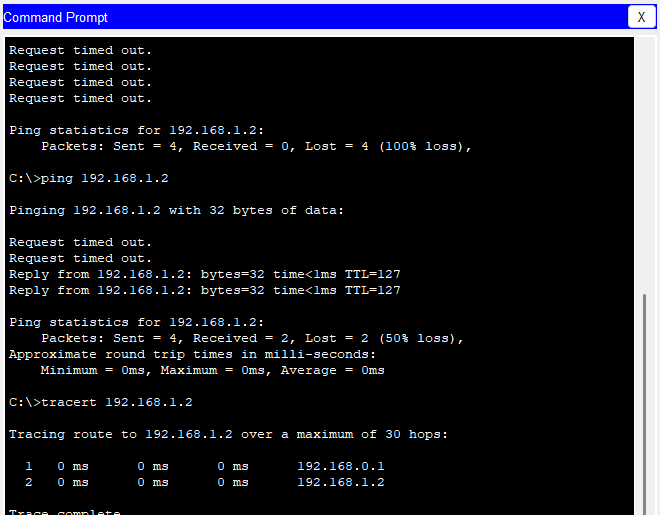 Command Prompt
X
Request timed out.
Request timed out.
Request timed out.
Request timed out.
Ping statistics for 192.168.1.2:
    Packets: Sent = 4, Received = 0, Lost = 4 (100% loss),
C:\>ping 192.168.1.2
Pinging 192.168.1.2 with 32 bytes of data:
Request timed out.
Request timed out.
Reply from 192.168.1.2: bytes=32 time<1ms TTL=127
Reply from 192.168.1.2: bytes=32 time<1ms TTL=127
Ping statistics for 192.168.1.2:
    Packets: Sent = 4, Received = 2, Lost = 2 (50% loss),
Approximate round trip times in milli-seconds:
    Minimum = 0ms, Maximum = 0ms, Average = 0ms
C:\>tracert 192.168.1.2
Tracing route to 192.168.1.2 over a maximum of 30 hops:
  1   0 ms      0 ms      0 ms      192.168.0.1
  2   0 ms      0 ms      0 ms      192.168.1.2
Trace complete.